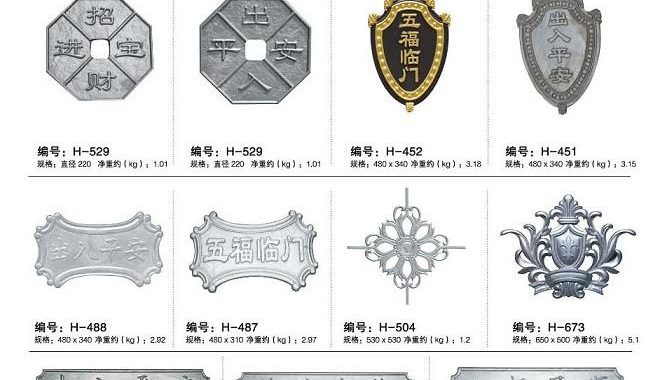 招
进 宝
财
出
平 安
入
五福临门
出入平安
编号：H-529
规格：直径 220 净重约（kg）；1.01
编号：H-529
规格：直径 220 净重约（kg）；1.01
编号：H-452
规格：480 x 340 净重约（kg）；3.18
编号：H-451
规格：480 x 340 净重约（kg）；3.15
出入平安
五福临门
编号：H-488
规格：480 x 340 净重约（kg）；2.92
编号：H-487
规格：480 x 310 净重约（kg）；2.97
编号：H-504
规格：530 x 530 净重约（kg）；1.2
编号：H-673
规格：650 x 500 净重约（kg）；5.1